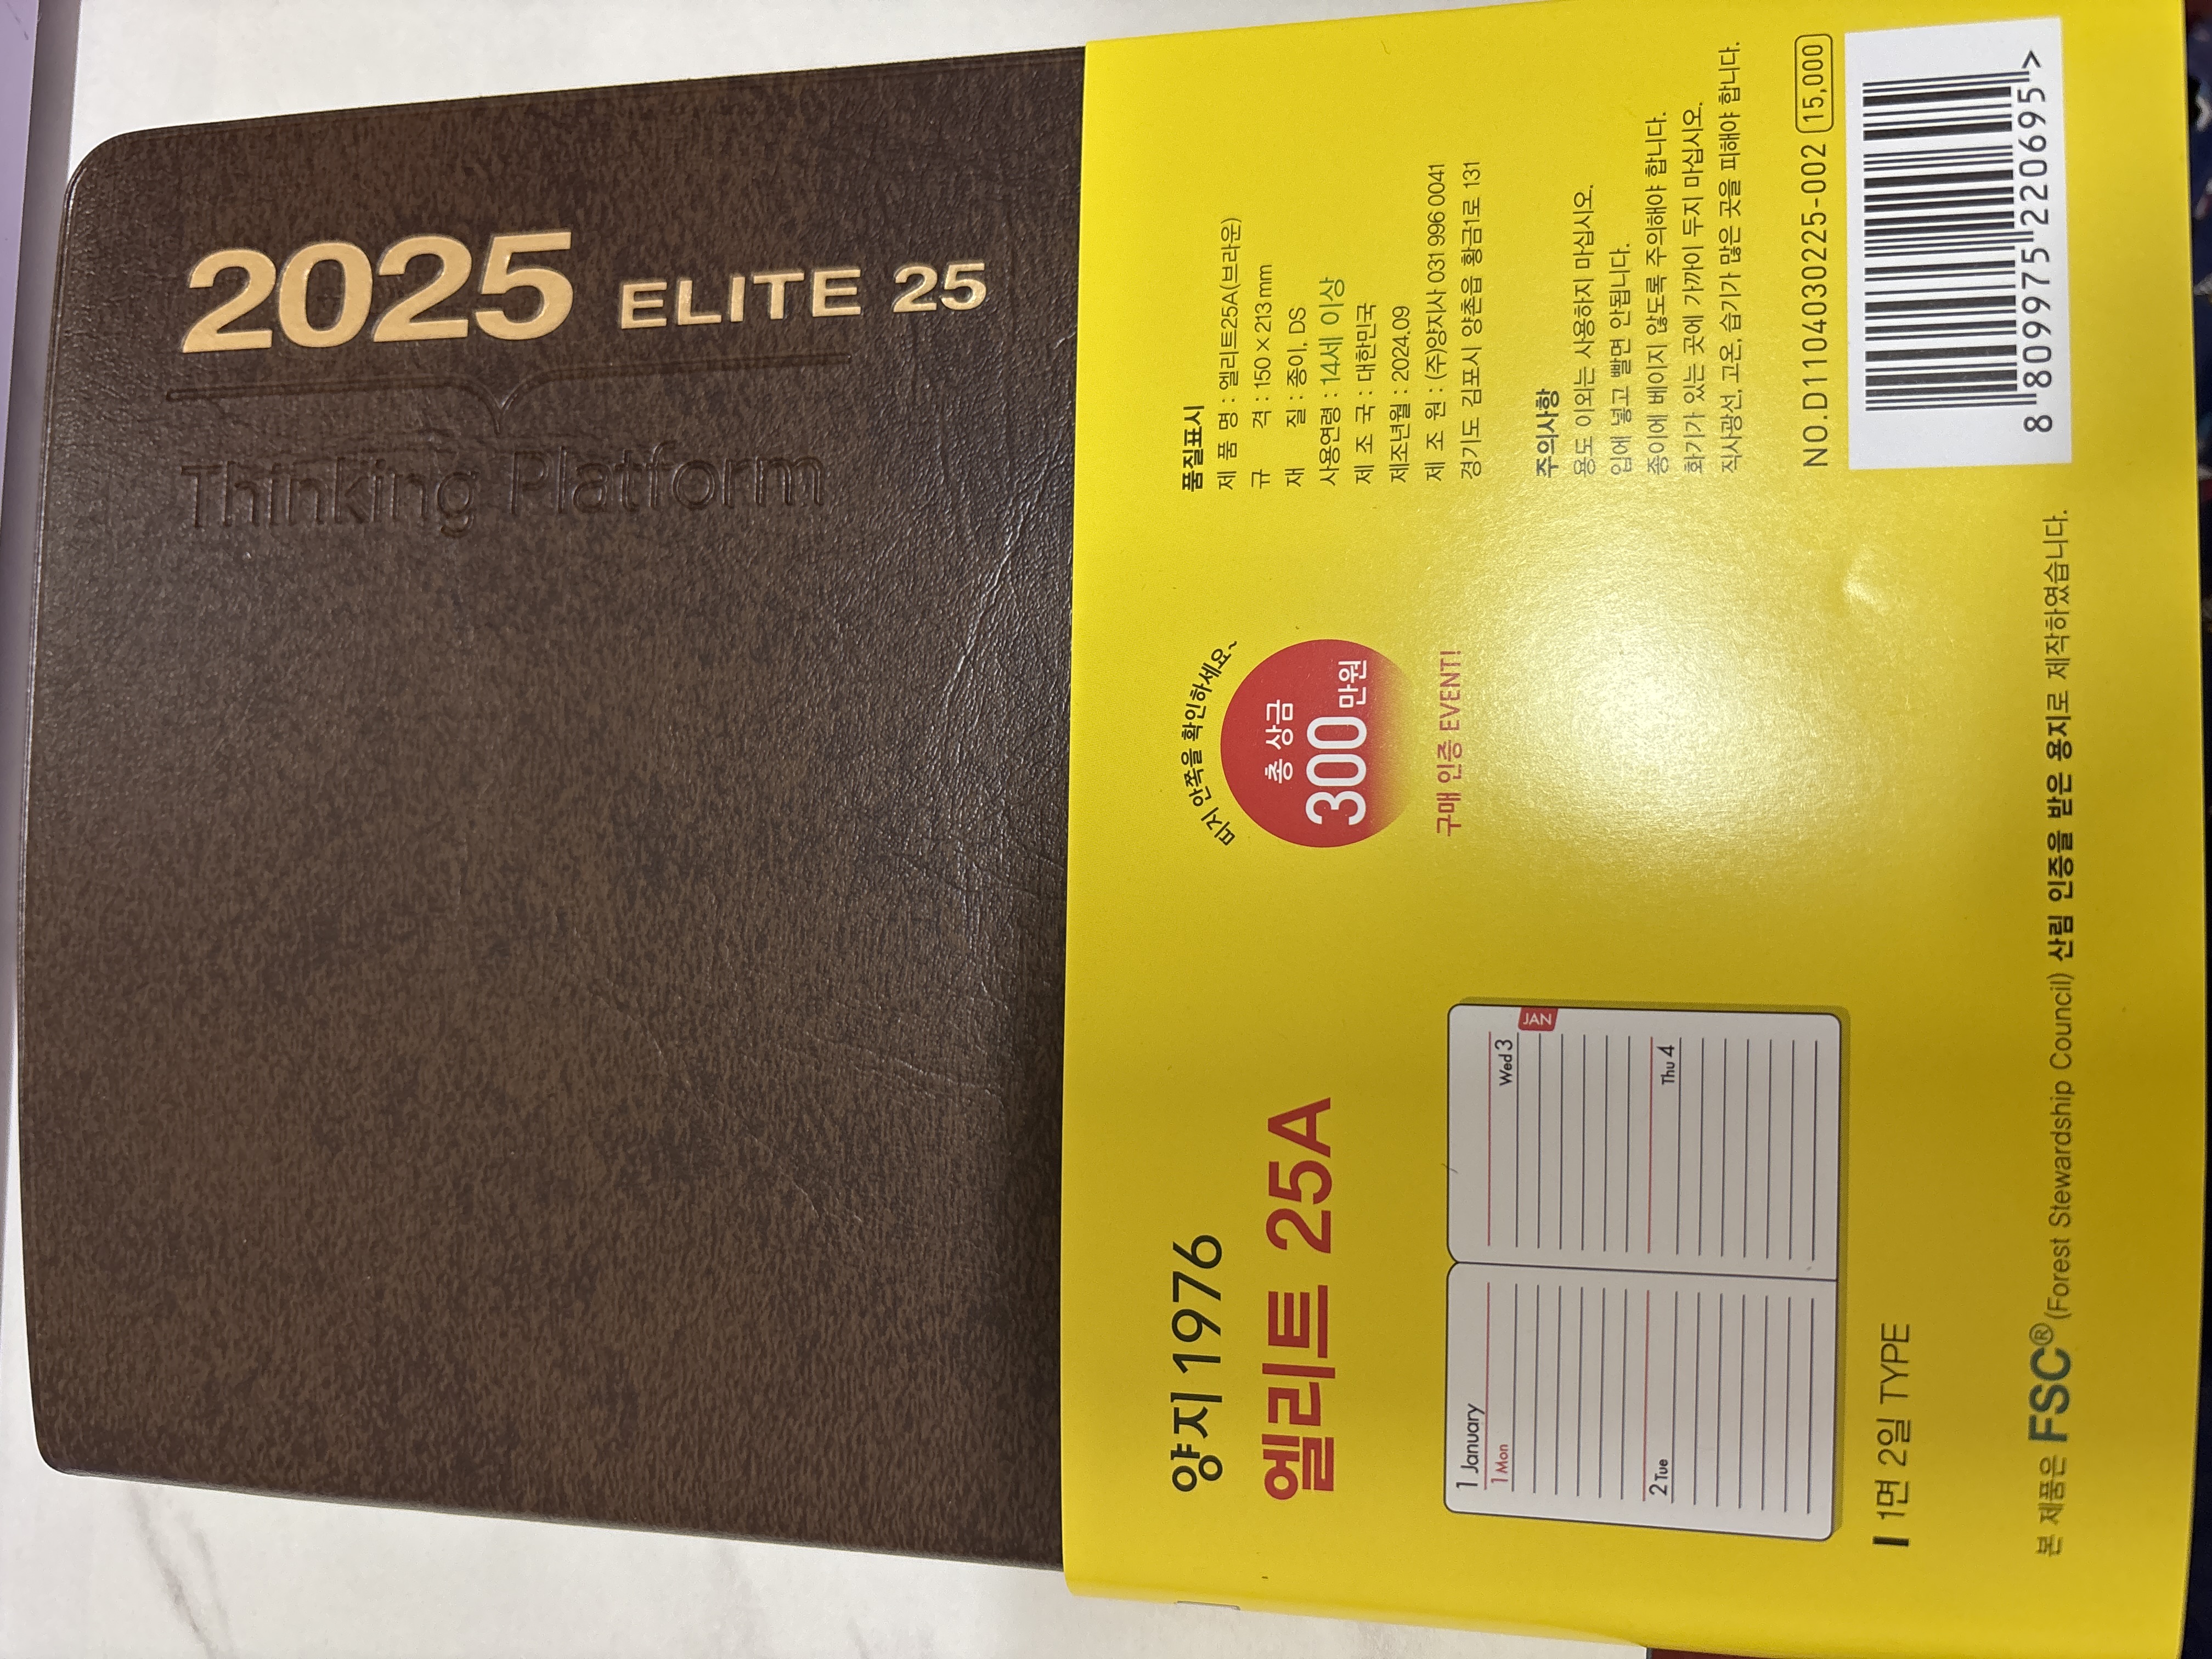 2025 ELITE 25
Thinking Platform
양지 1976
엘리트 25A
1 January
1 Mon
2 Tue
Wed 3
JAN
Thu 4
1면 2일 TYPE
띠지 안쪽을 확인하세요~
총 상금
300만원
구매 인증 EVENT!
품질표시
제 품 명 : 엘리트25A(브라운)
규 격 : 150 × 213 mm
재 질 : 종이, DS
사용연령 : 14세 이상
제 조 국 : 대한민국
제조년월 : 2024.09
제 조 원 : (주)양지사 031 996 0041
경기도 김포시 양촌읍 황금1로 131
주의사항
용도 이외는 사용하지 마십시오.
입에 넣고 빨면 안됩니다.
종이에 베이지 않도록 주의해야 합니다.
화기가 있는 곳에 가까이 두지 마십시오.
직사광선, 고온, 습기가 많은 곳을 피해야 합니다.
NO.D1104030225-002 15,000
8 809975 220695 >
본 제품은 FSC® (Forest Stewardship Council) 산림 인증을 받은 용지로 제작하였습니다.